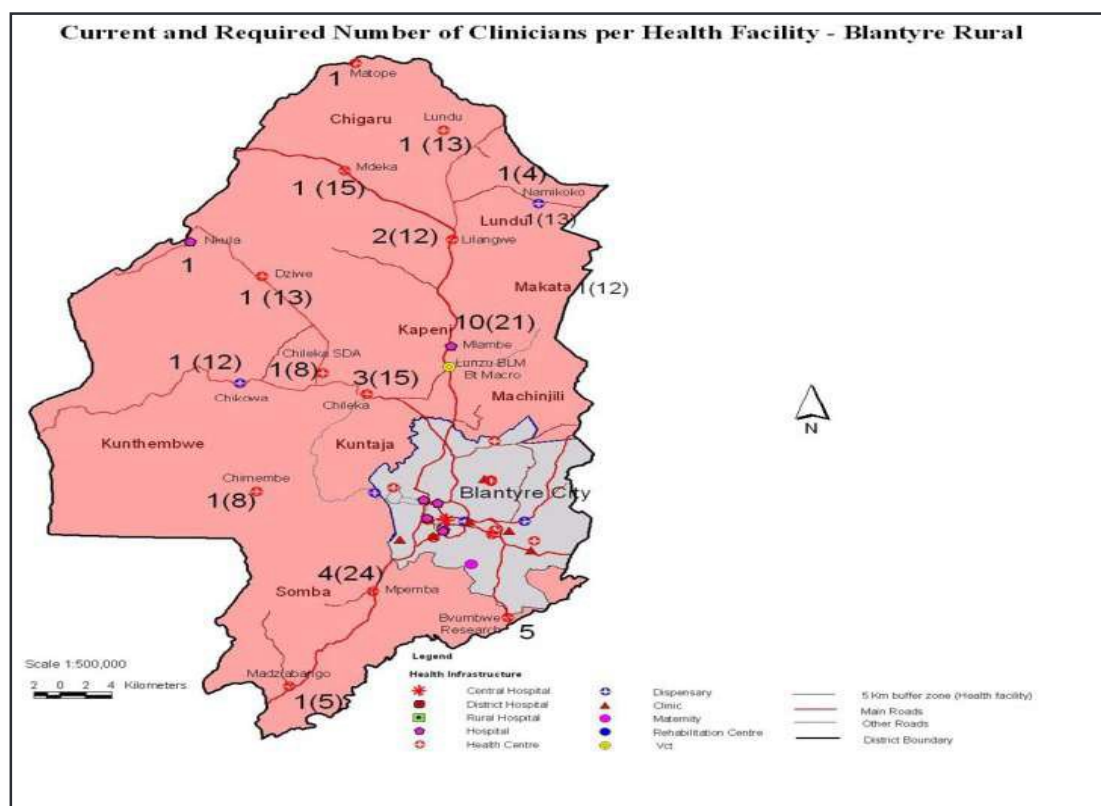 Current and Required Number of Clinicians per Health Facility - Blantyre Rural
1
Matope
Chigaru
Lundu
1 (13)
Mdeka
1 (15)
1(4)
Namikoko
Lundu
1(13)
2(12)
Lilangwe
Nkula
1
Dziwe
1 (13)
Makata
1(12)
10(21)
Kapeni
Mlambe
1 (12)
Chileka SDA
1(8)
Lunzu BLM
Bt Macro
3(15)
Chikowa
Chileka
Machinjili
N
Kunthembwe
Kuntaja
Chimembe
1(8)
Blantyre City
4(24)
Somba
Mpemba
Bvumbwe
Research
5
Madziabango
1(5)
Scale 1:500,000
2 0 2 4 Kilometers
Legend
Health Infrastructure
Central Hospital
District Hospital
Rural Hospital
Hospital
Health Centre
Dispensary
Clinic
Maternity
Rehabilitation Centre
Vct
5 Km buffer zone (Health facility)
Main Roads
Other Roads
District Boundary